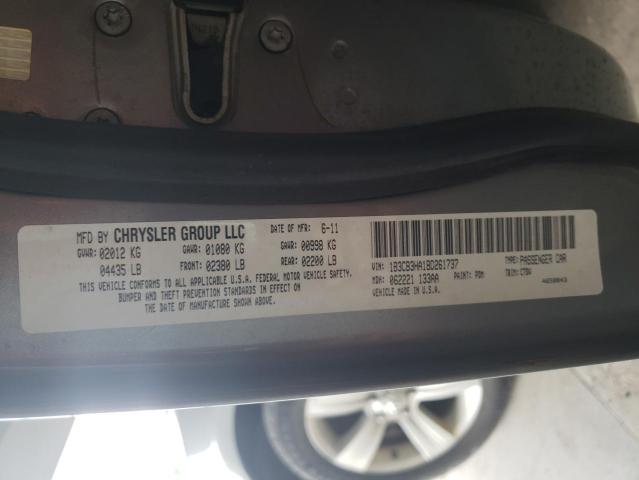 MFD BY CHRYSLER GROUP LLC DATE OF MFR 6-11
GVWR: 02012 KG GAWR: 01080 KG GAWR: 00998 KG
04435 LB FRONT: 02380 LB REAR: 02200 LB
THIS VEHICLE CONFORMS TO ALL APPLICABLE U.S.A. FEDERAL MOTOR VEHICLE SAFETY,
BUMPER AND THEFT PREVENTION STANDARDS IN EFFECT ON
THE DATE OF MANUFACTURE SHOWN ABOVE.
VIN: 1B3CB3HA1BD261737 TYPE: PASSENGER CAR
MDH: 062221 133AA PAINT: PDM TRIM: C7DV
VEHICLE MADE IN U.S.A.